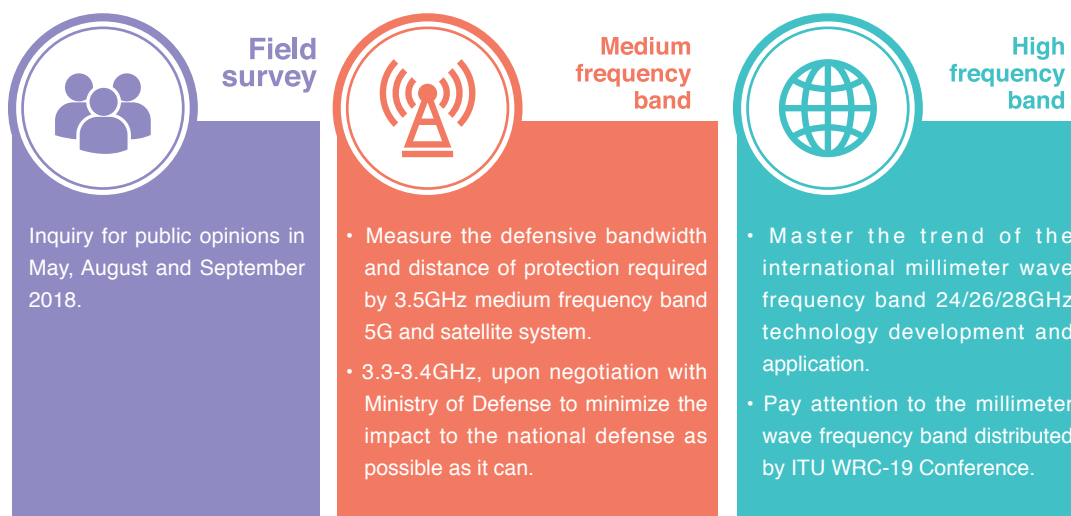 Field
survey
Inquiry for public opinions in
May, August and September
2018.
Medium
frequency
band
• Measure the defensive bandwidth
and distance of protection required
by 3.5GHz medium frequency band
5G and satellite system.
• 3.3-3.4GHz, upon negotiation with
Ministry of Defense to minimize the
impact to the national defense as
possible as it can.
High
frequency
band
• Master the trend of the
international millimeter wave
frequency band 24/26/28GHz
technology development and
application.
• Pay attention to the millimeter
wave frequency band distributed
by ITU WRC-19 Conference.